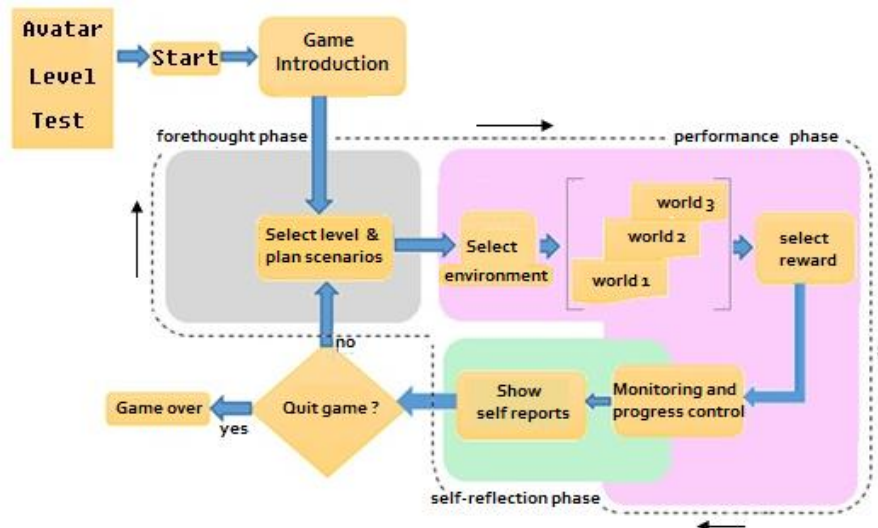 Avatar
Level
Test
Start
Game
Introduction
forethought phase
performance phase
Select level &
plan scenarios
Select
environment
world 3
world 2
world 1
select
reward
no
Quit game ?
yes
Game over
Show
self reports
Monitoring and
progress control
self-reflection phase